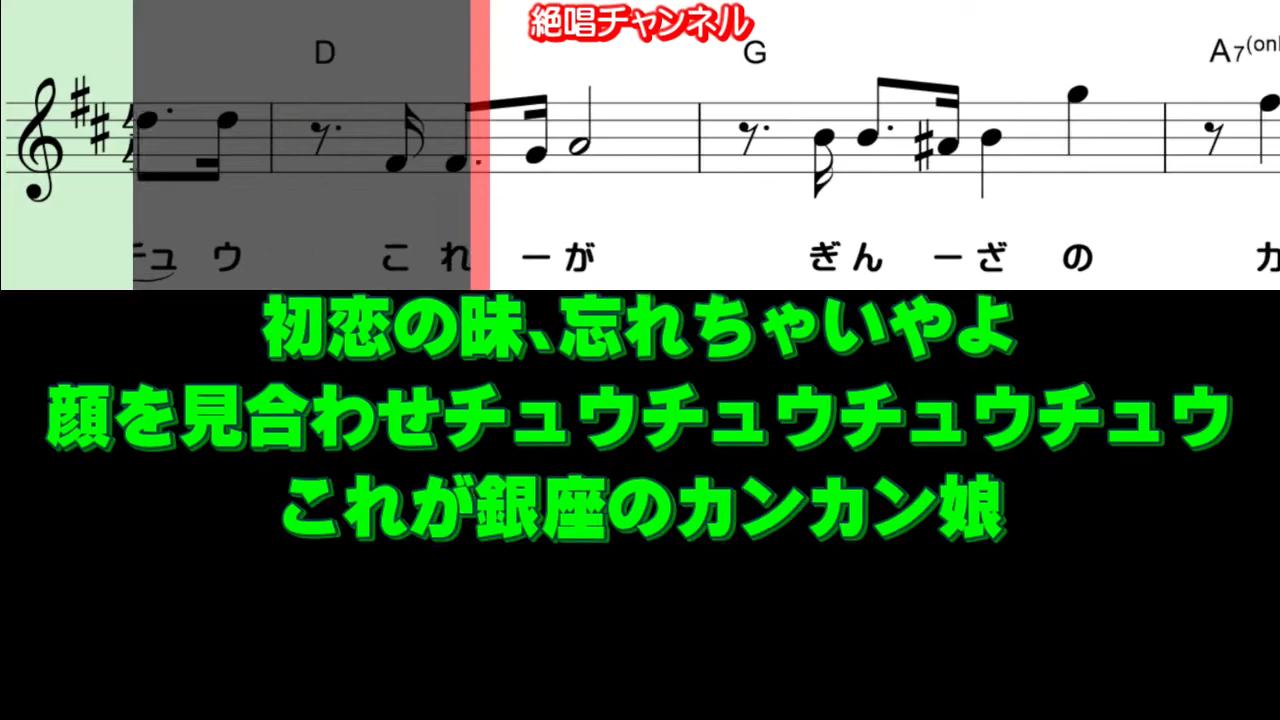 絶唱チャンネル
D G A7(onl
チュ ウ こ れ ー が ぎ ん ー ざ の カ
初恋の味、忘れちゃいやよ
顔を見合わせチュウチュウチュウチュウ
これが銀座のカンカン娘